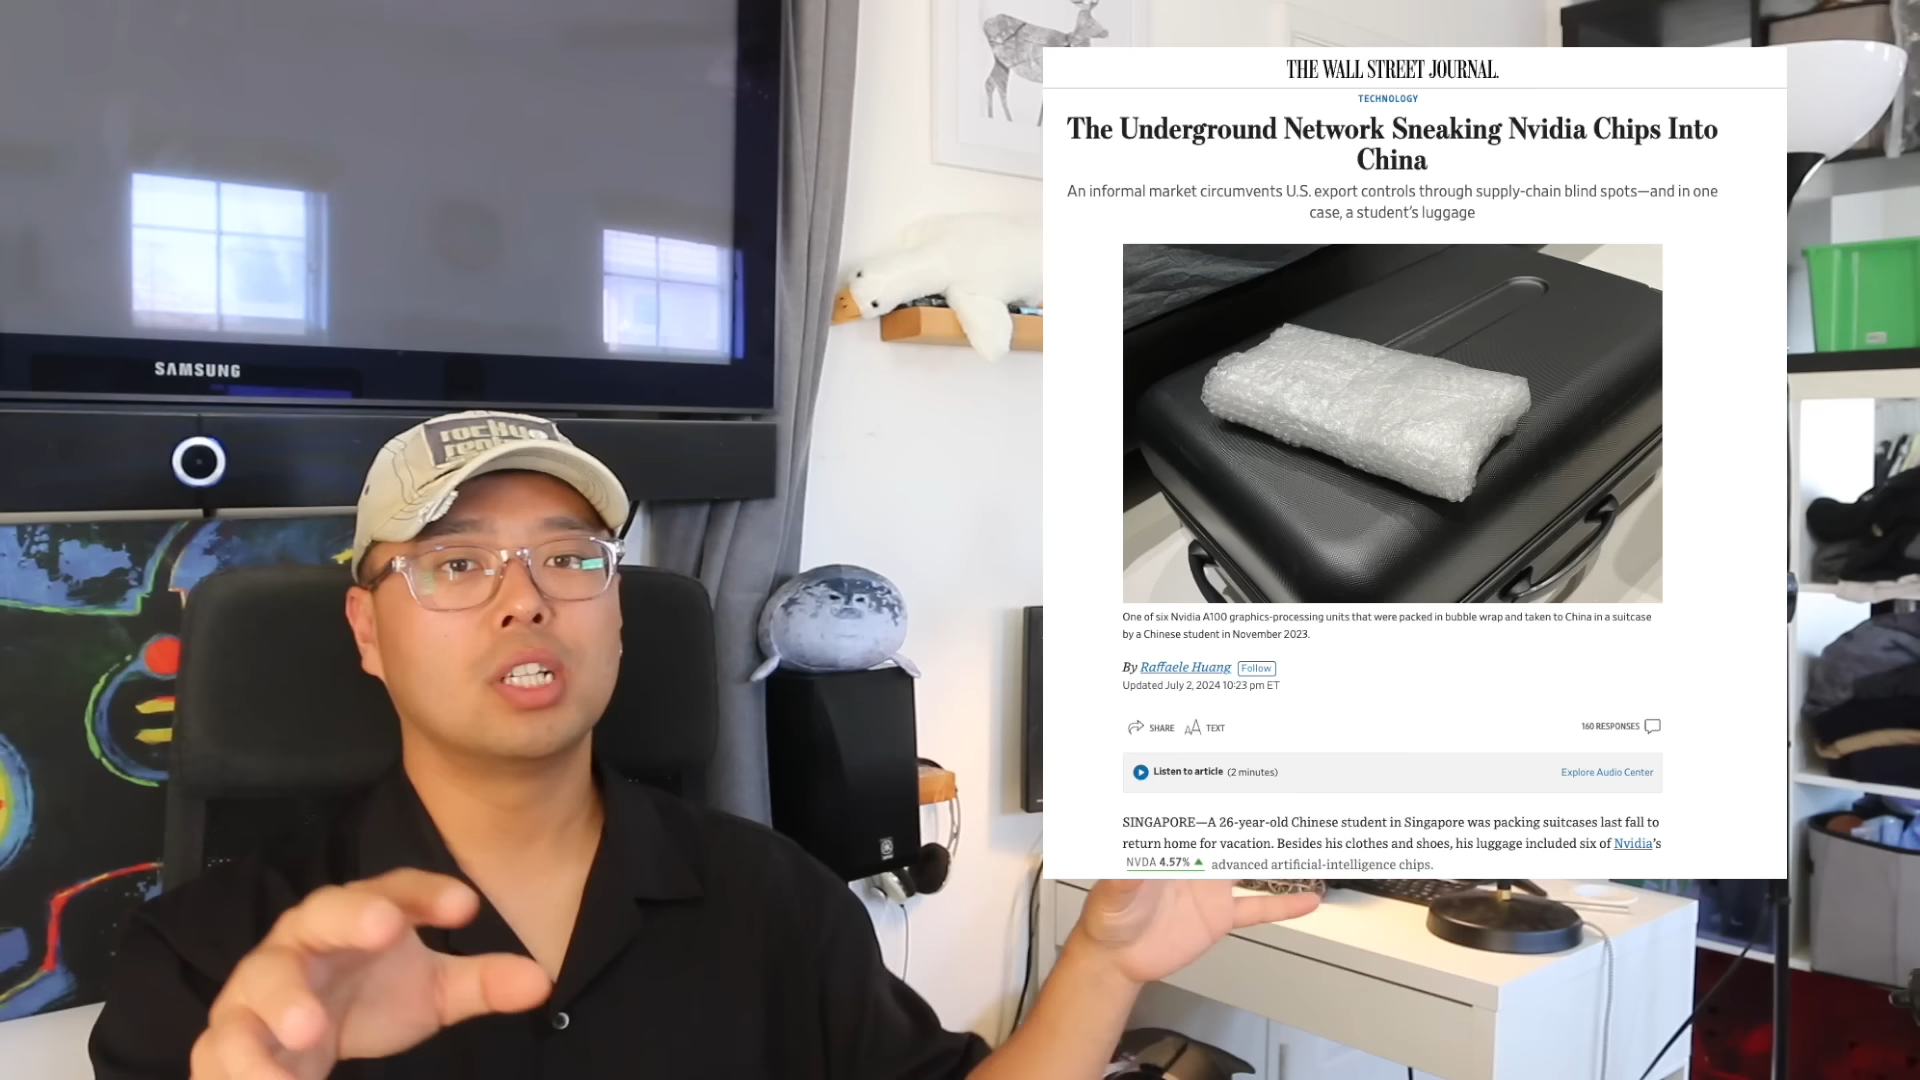 SAMSUNG
rocky
THE WALL STREET JOURNAL.
TECHNOLOGY
The Underground Network Sneaking Nvidia Chips Into
China
An informal market circumvents U.S. export controls through supply-chain blind spots—and in one
case, a student's luggage
One of six Nvidia A100 graphics-processing units that were packed in bubble wrap and taken to China in a suitcase
by a Chinese student in November 2023.
By Raffaele Huang Follow
Updated July 2, 2024 10:23 pm ET
SHARE TEXT
160 RESPONSES
Listen to article (2 minutes)
Explore Audio Center
SINGAPORE—A 26-year-old Chinese student in Singapore was packing suitcases last fall to
return home for vacation. Besides his clothes and shoes, his luggage included six of Nvidia's
NVDA 4.57% ▲ advanced artificial-intelligence chips.